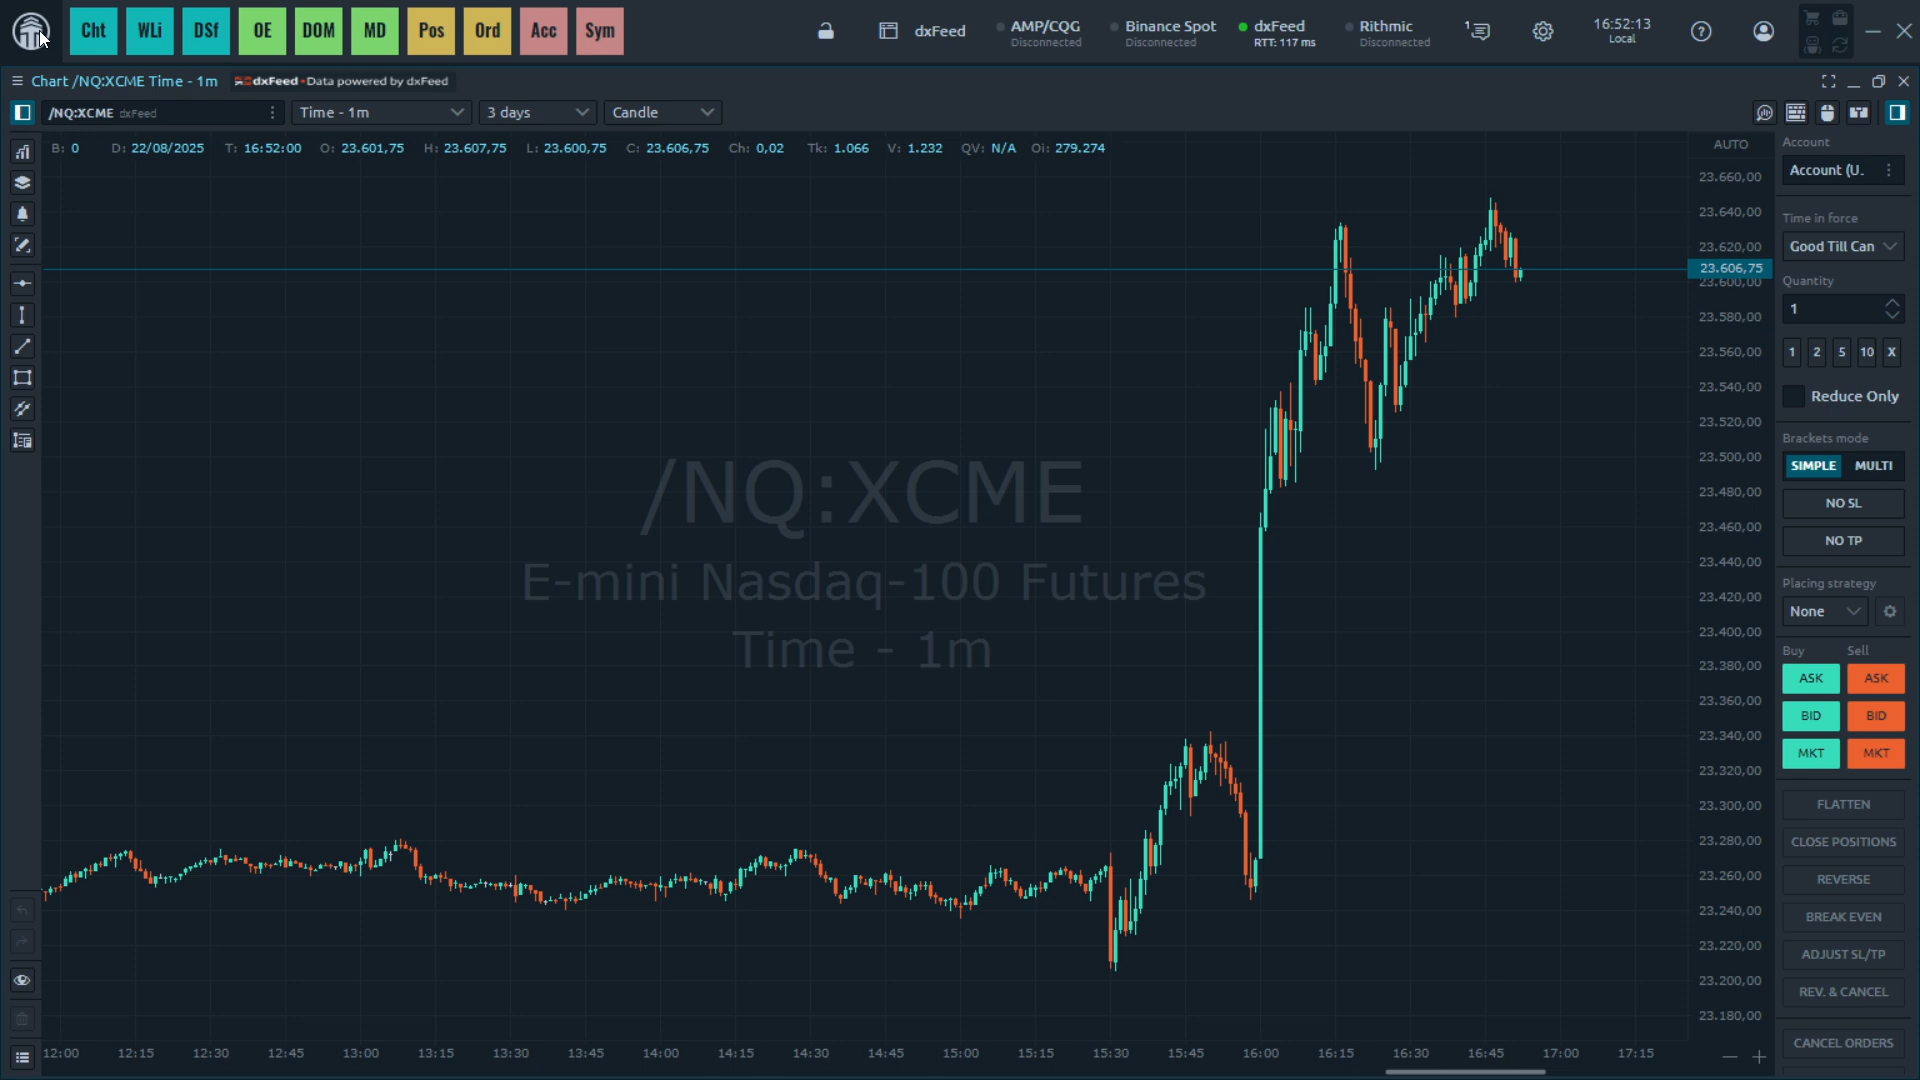 Cht WLi DSf OE DOM MD Pos Ord Acc Sym
dxFeed
AMP/CQG
Disconnected
Binance Spot
Disconnected
dxFeed
RTT: 117 ms
Rithmic
Disconnected
16:52:13
Local
Chart /NQ:XCME Time - 1m
dxFeed • Data powered by dxFeed
/NQ:XCME dxFeed
Time - 1m
3 days
Candle
B: 0 D: 22/08/2025 T: 16:52:00 O: 23.601,75 H: 23.607,75 L: 23.600,75 C: 23.606,75 Ch: 0,02 Tk: 1.066 V: 1.232 QV: N/A Oi: 279.274
AUTO
23.660,00
23.640,00
23.620,00
23.606,75
23.600,00
23.580,00
23.560,00
23.540,00
23.520,00
23.500,00
23.480,00
23.460,00
23.440,00
23.420,00
23.400,00
23.380,00
23.360,00
23.340,00
23.320,00
23.300,00
23.280,00
23.260,00
23.240,00
23.220,00
23.200,00
23.180,00
/NQ:XCME
E-mini Nasdaq-100 Futures
Time - 1m
12:00 12:15 12:30 12:45 13:00 13:15 13:30 13:45 14:00 14:15 14:30 14:45 15:00 15:15 15:30 15:45 16:00 16:15 16:30 16:45 17:00 17:15
Account
Account (U.
Time in force
Good Till Can
Quantity
1
1 2 5 10 X
Reduce Only
Brackets mode
SIMPLE MULTI
NO SL
NO TP
Placing strategy
None
Buy Sell
ASK ASK
BID BID
MKT MKT
FLATTEN
CLOSE POSITIONS
REVERSE
BREAK EVEN
ADJUST SL/TP
REV. & CANCEL
CANCEL ORDERS